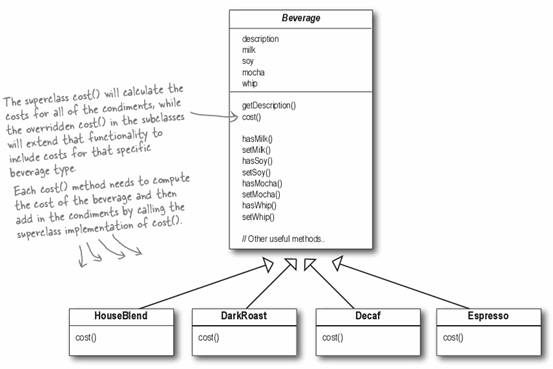 Beverage
description
milk
soy
mocha
whip
getDescription()
cost()
hasMilk()
setMilk()
hasSoy()
setSoy()
hasMocha()
setMocha()
hasWhip()
setWhip()
// Other useful methods..
The superclass cost() will calculate the
costs for all of the condiments, while
the overridden cost() in the subclasses
will extend that functionality to
include costs for that specific
beverage type.
Each cost() method needs to compute
the cost of the beverage and then
add in the condiments by calling the
superclass implementation of cost().
HouseBlend
cost()
DarkRoast
cost()
Decaf
cost()
Espresso
cost()